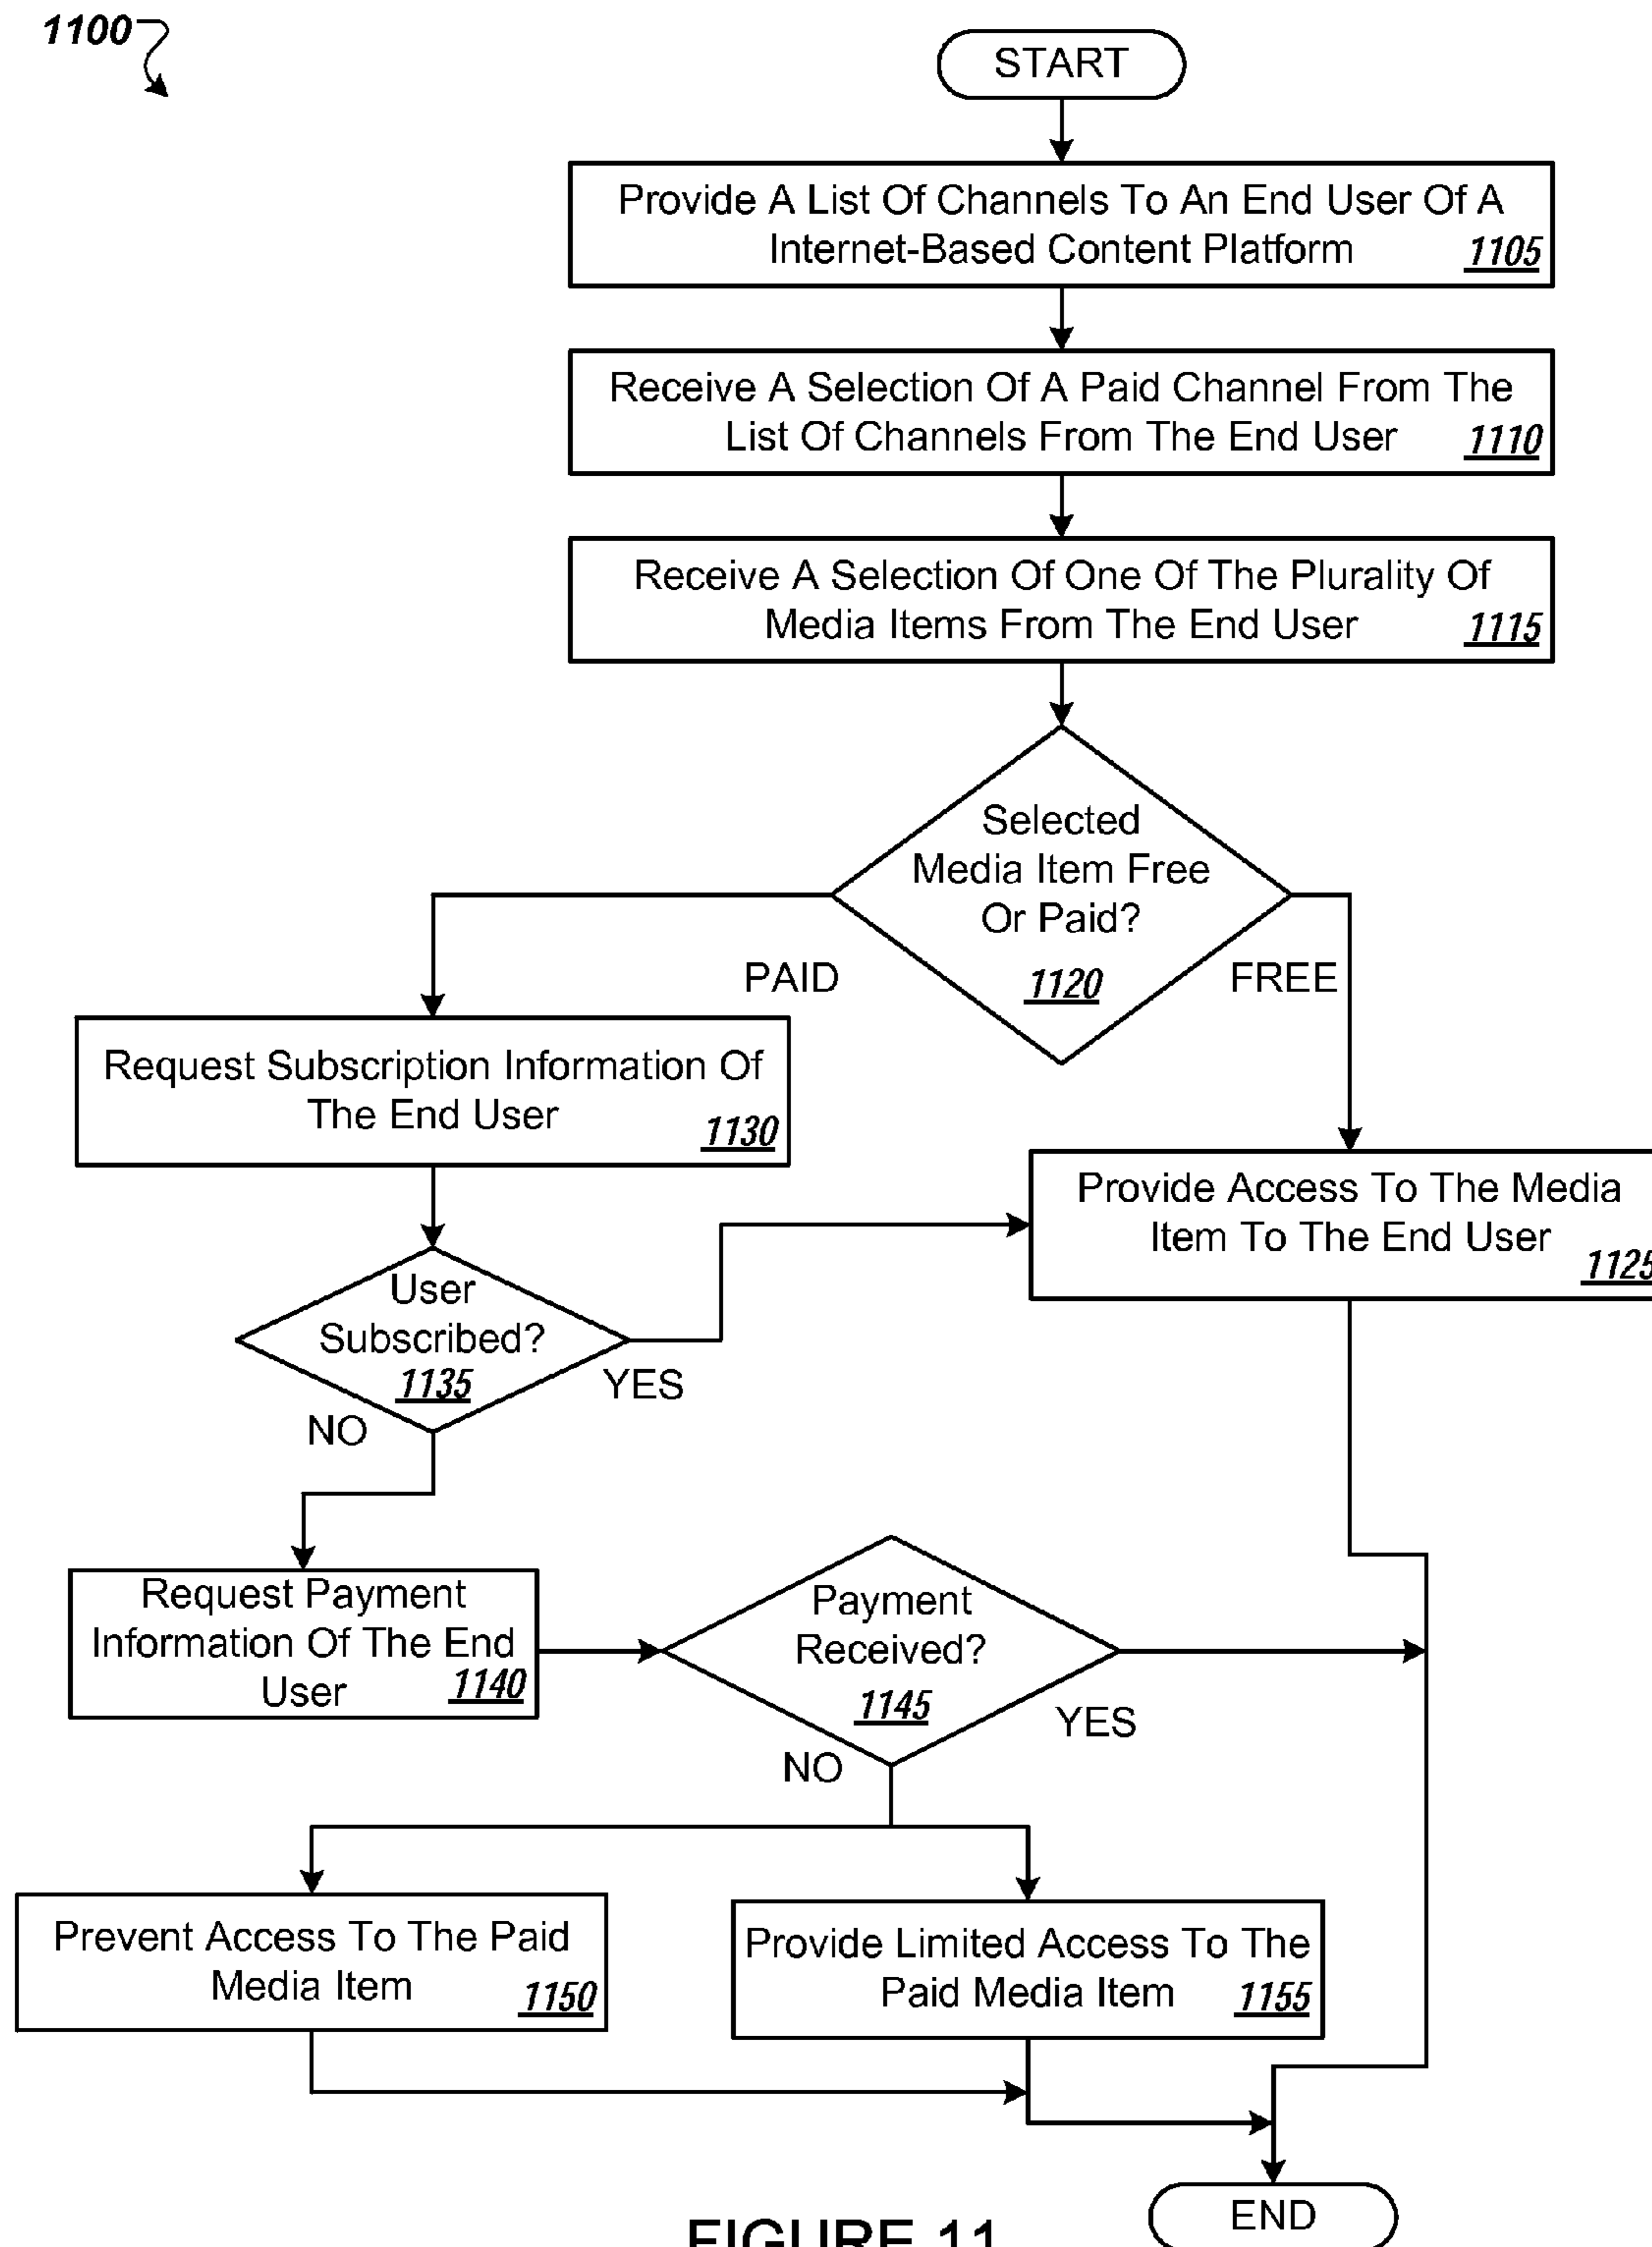 1100
START
Provide A List Of Channels To An End User Of A
Internet-Based Content Platform 1105
Receive A Selection Of A Paid Channel From The
List Of Channels From The End User 1110
Receive A Selection Of One Of The Plurality Of
Media Items From The End User 1115
Selected
Media Item Free
Or Paid?
1120
PAID
FREE
Request Subscription Information Of
The End User 1130
Provide Access To The Media
Item To The End User 1125
User
Subscribed?
1135
YES
NO
Request Payment
Information Of The End
User 1140
Payment
Received?
1145
YES
NO
Prevent Access To The Paid
Media Item 1150
Provide Limited Access To The
Paid Media Item 1155
END
FIGURE 11